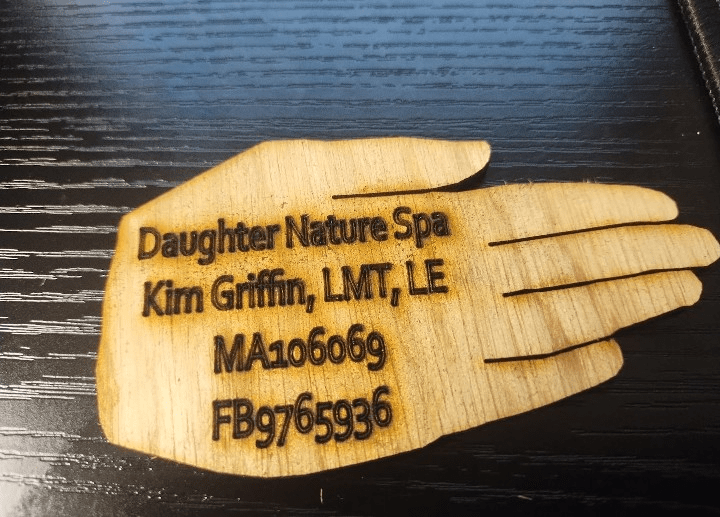 Daughter Nature Spa
Kim Griffin, LMT, LE
MA106069
FB9765936